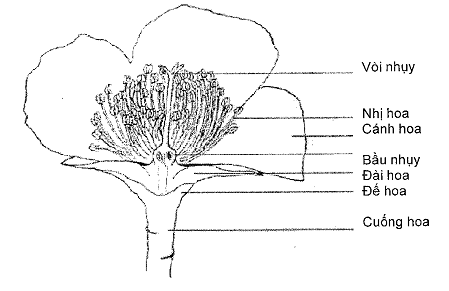 Vòi nhụy
Nhị hoa
Cánh hoa
Bầu nhụy
Đài hoa
Đế hoa
Cuống hoa